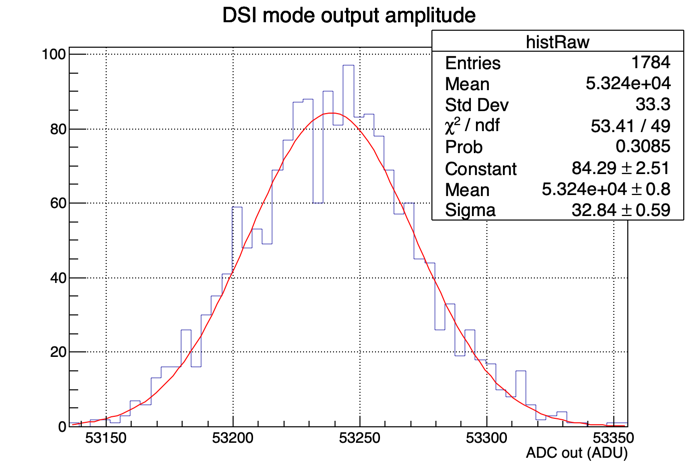 DSI mode output amplitude
histRaw
Entries 1784
Mean 5.324e+04
Std Dev 33.3
χ² / ndf 53.41 / 49
Prob 0.3085
Constant 84.29 ± 2.51
Mean 5.324e+04 ± 0.8
Sigma 32.84 ± 0.59
100
80
60
40
20
0
53150 53200 53250 53300 53350
ADC out (ADU)